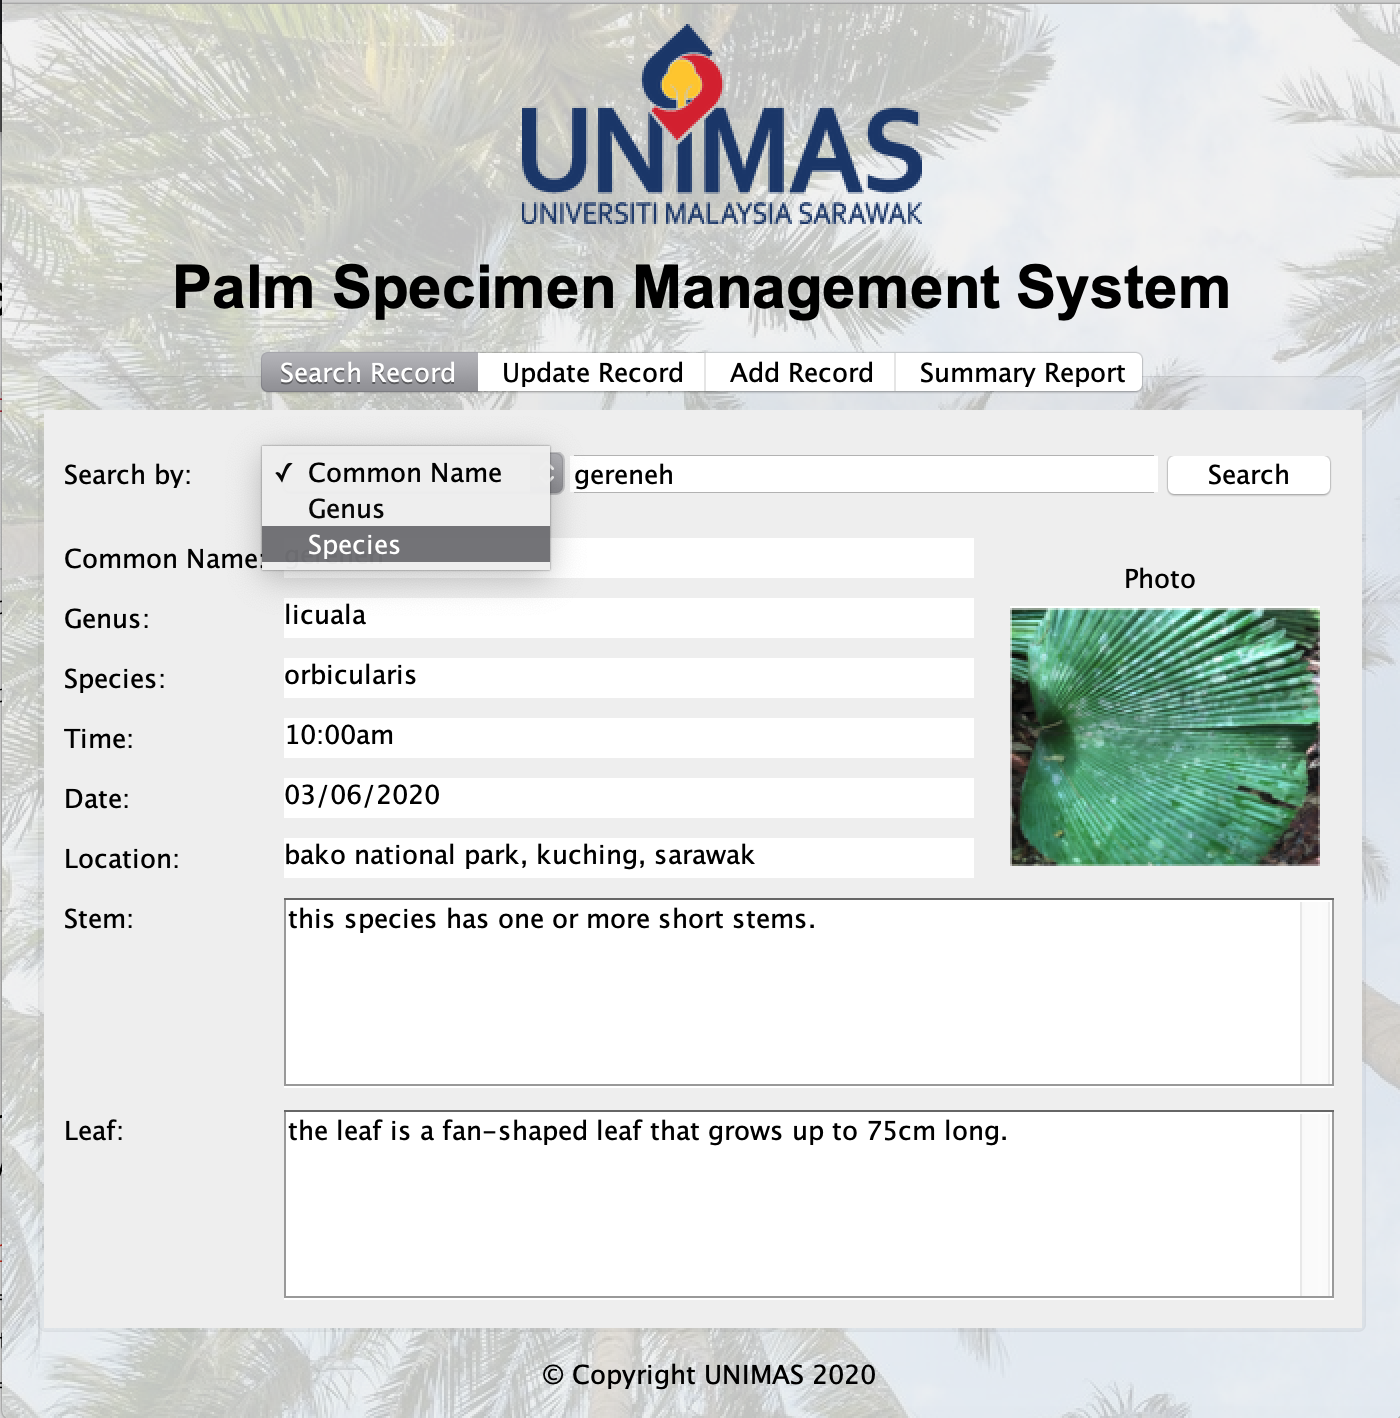 UNIMAS
UNIVERSITI MALAYSIA SARAWAK
Palm Specimen Management System
Search Record Update Record Add Record Summary Report
Search by: ✓ Common Name gereneh Search
Genus
Species
Common Name:
Photo
Genus: licuala
Species: orbicularis
Time: 10:00am
Date: 03/06/2020
Location: bako national park, kuching, sarawak
Stem: this species has one or more short stems.
Leaf: the leaf is a fan-shaped leaf that grows up to 75cm long.
© Copyright UNIMAS 2020